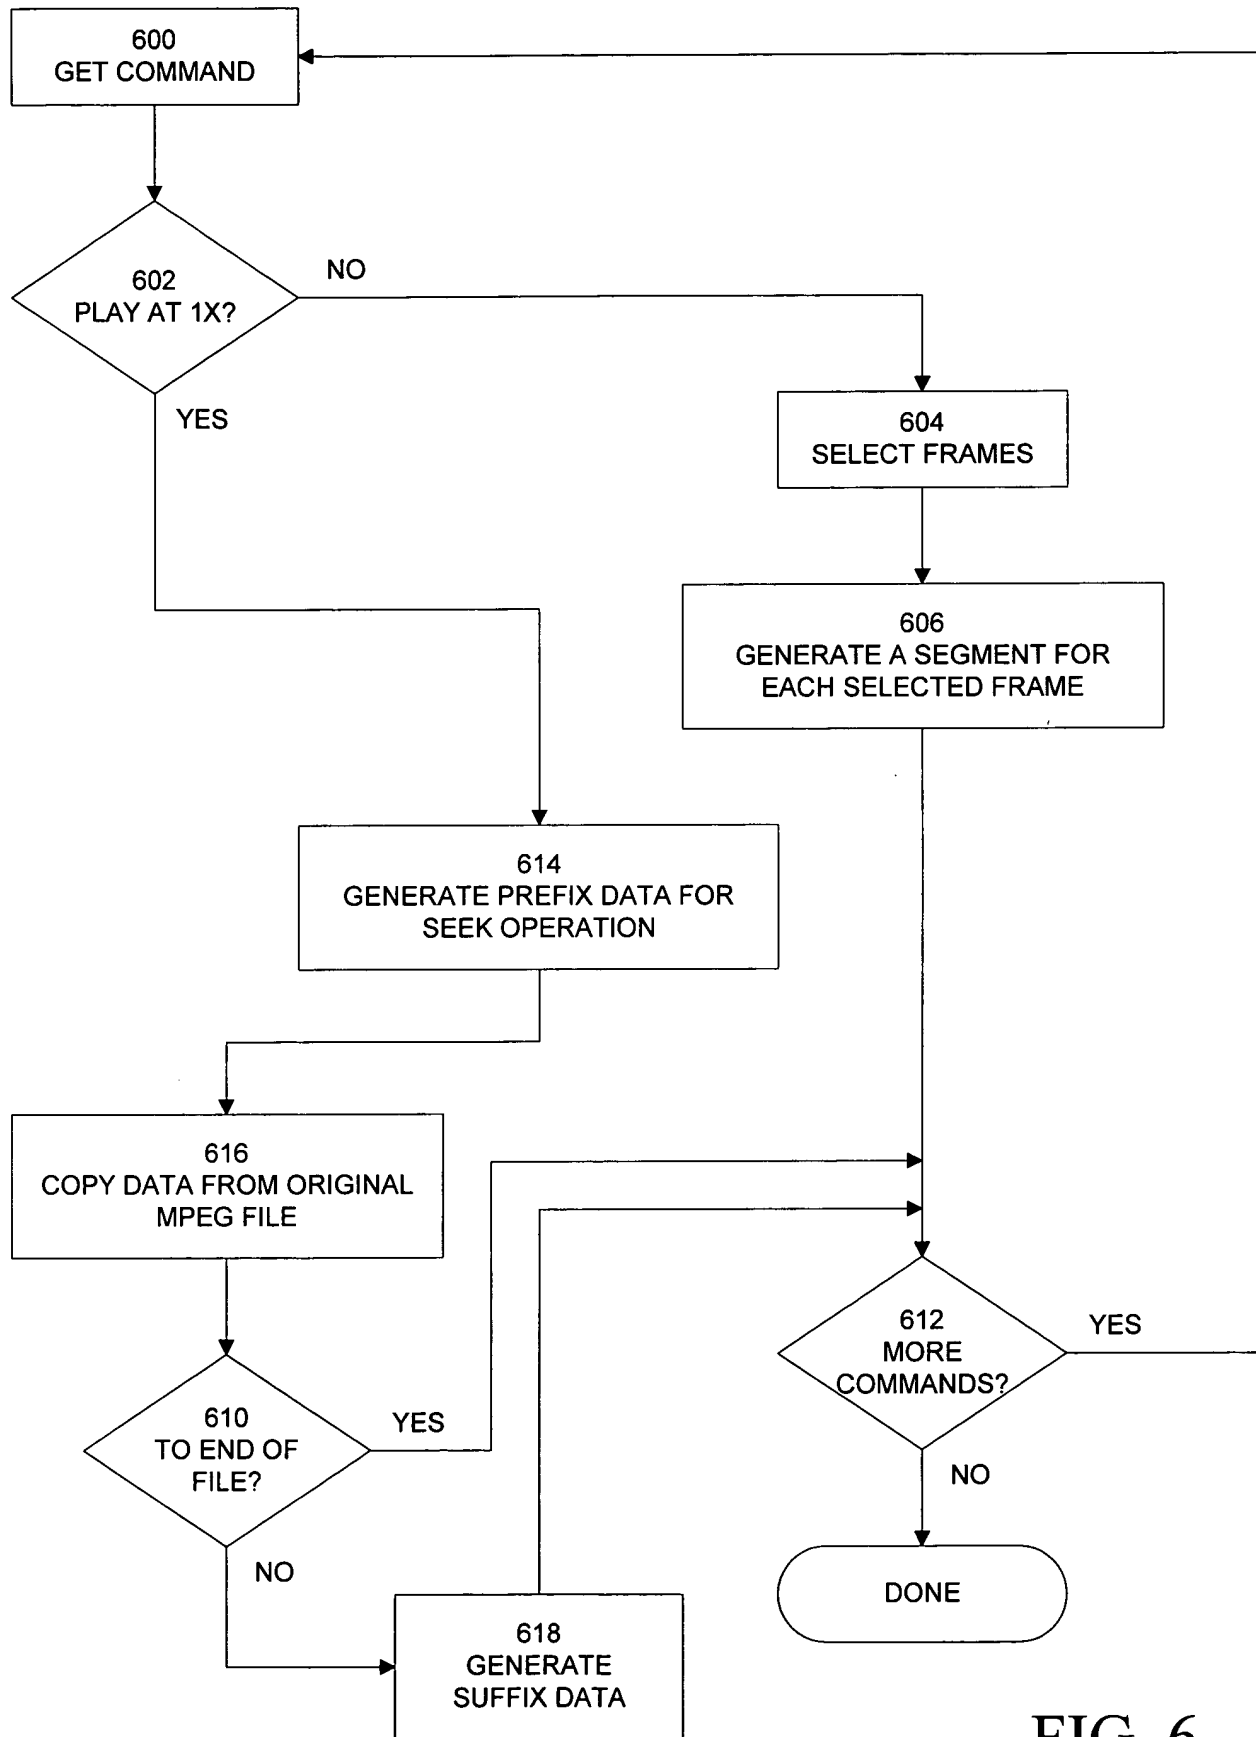 600
GET COMMAND
602
PLAY AT 1X?
NO
YES
604
SELECT FRAMES
606
GENERATE A SEGMENT FOR
EACH SELECTED FRAME
614
GENERATE PREFIX DATA FOR
SEEK OPERATION
616
COPY DATA FROM ORIGINAL
MPEG FILE
612
MORE
COMMANDS?
YES
610
TO END OF
FILE?
YES
NO
NO
DONE
618
GENERATE
SUFFIX DATA
FIG. 6